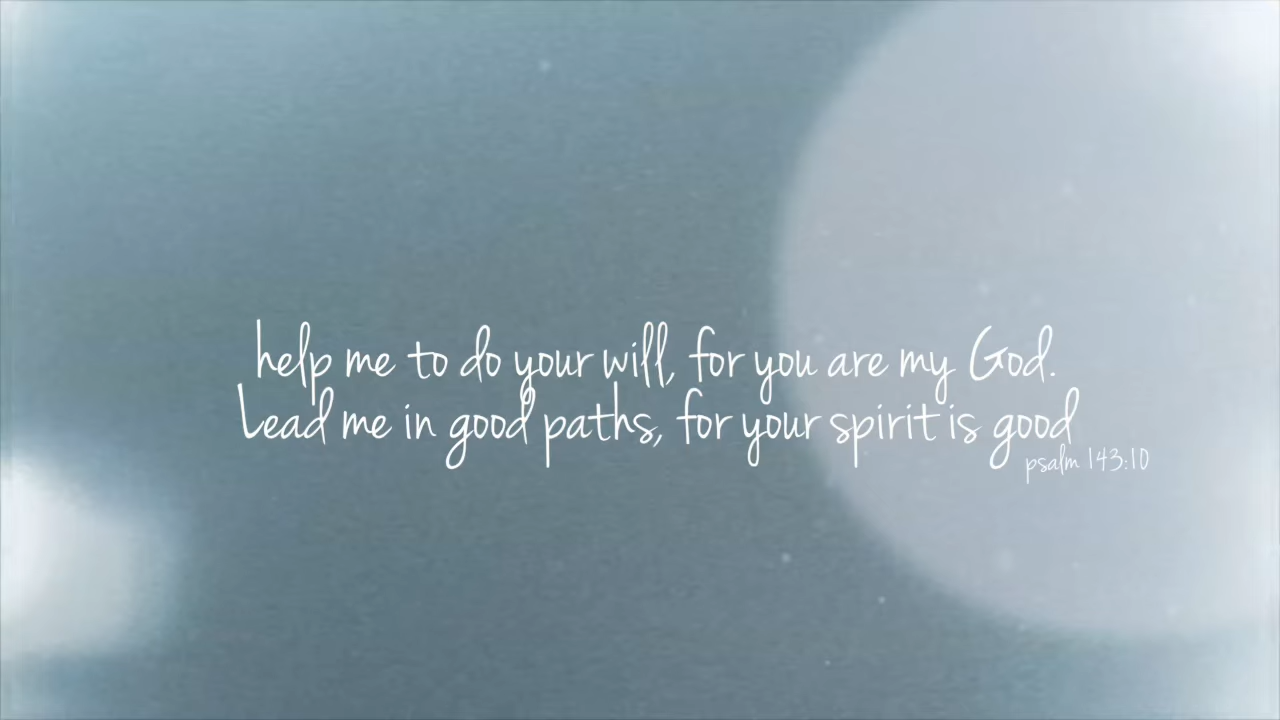 help me to do your will, for you are my God.
Lead me in good paths, for your spirit is good
psalm 143:10